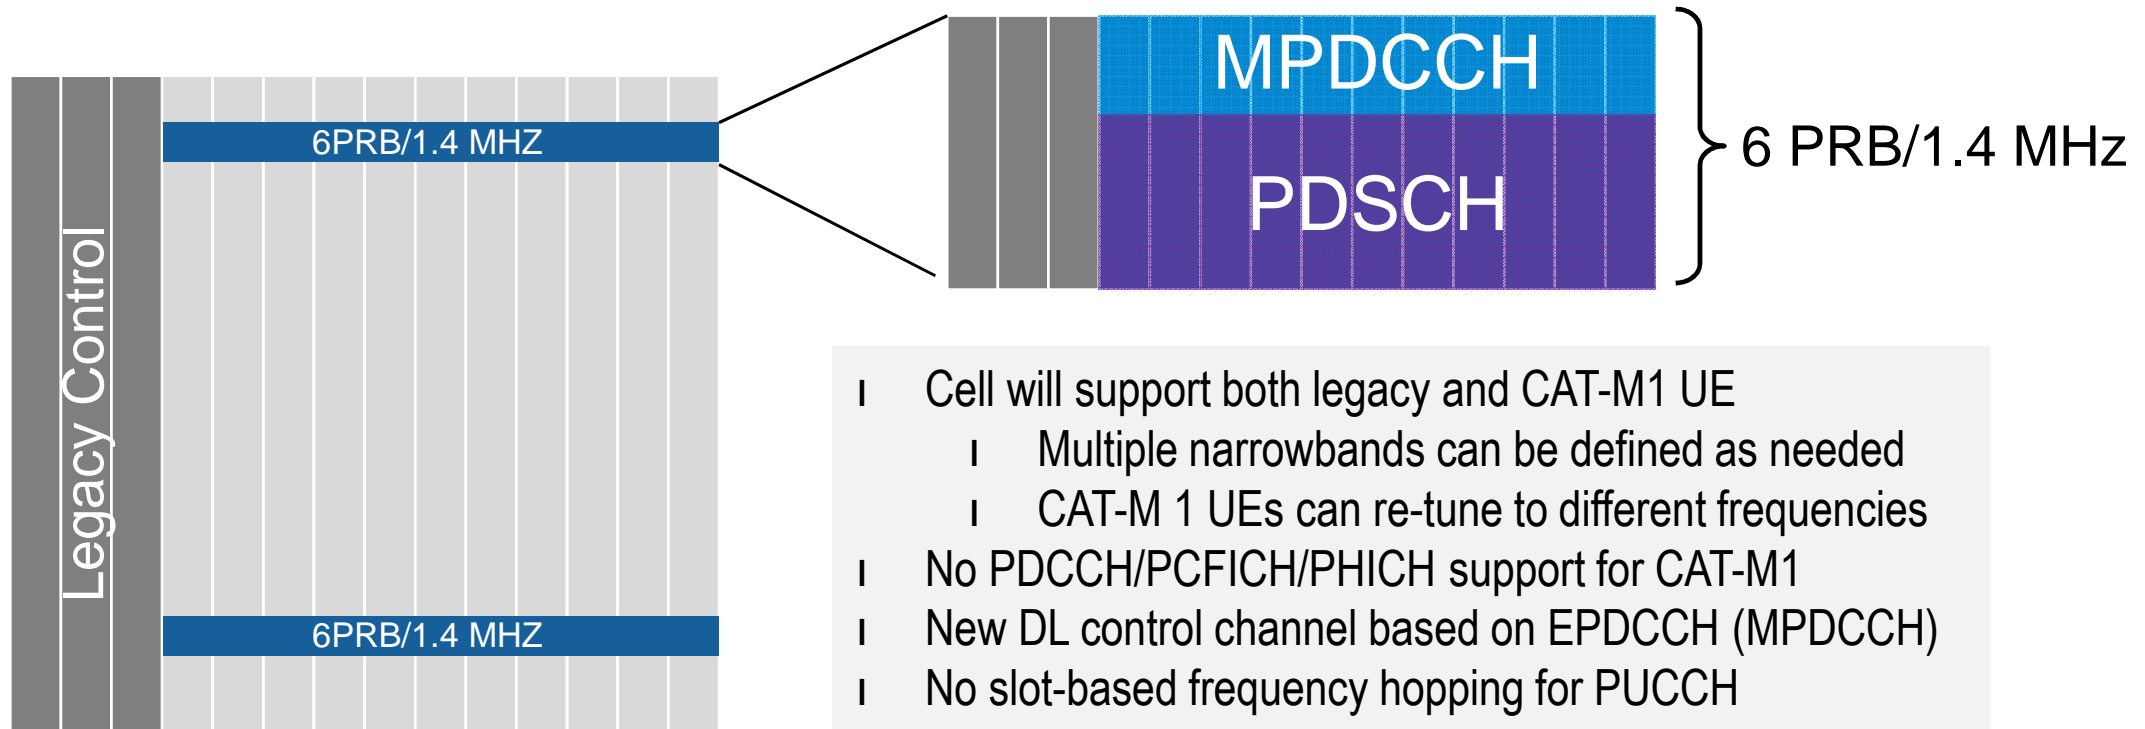 Legacy Control
6PRB/1.4 MHZ
6PRB/1.4 MHZ
MPDCCH
PDSCH
6 PRB/1.4 MHz
ı Cell will support both legacy and CAT-M1 UE
ı Multiple narrowbands can be defined as needed
ı CAT-M 1 UEs can re-tune to different frequencies
ı No PDCCH/PCFICH/PHICH support for CAT-M1
ı New DL control channel based on EPDCCH (MPDCCH)
ı No slot-based frequency hopping for PUCCH